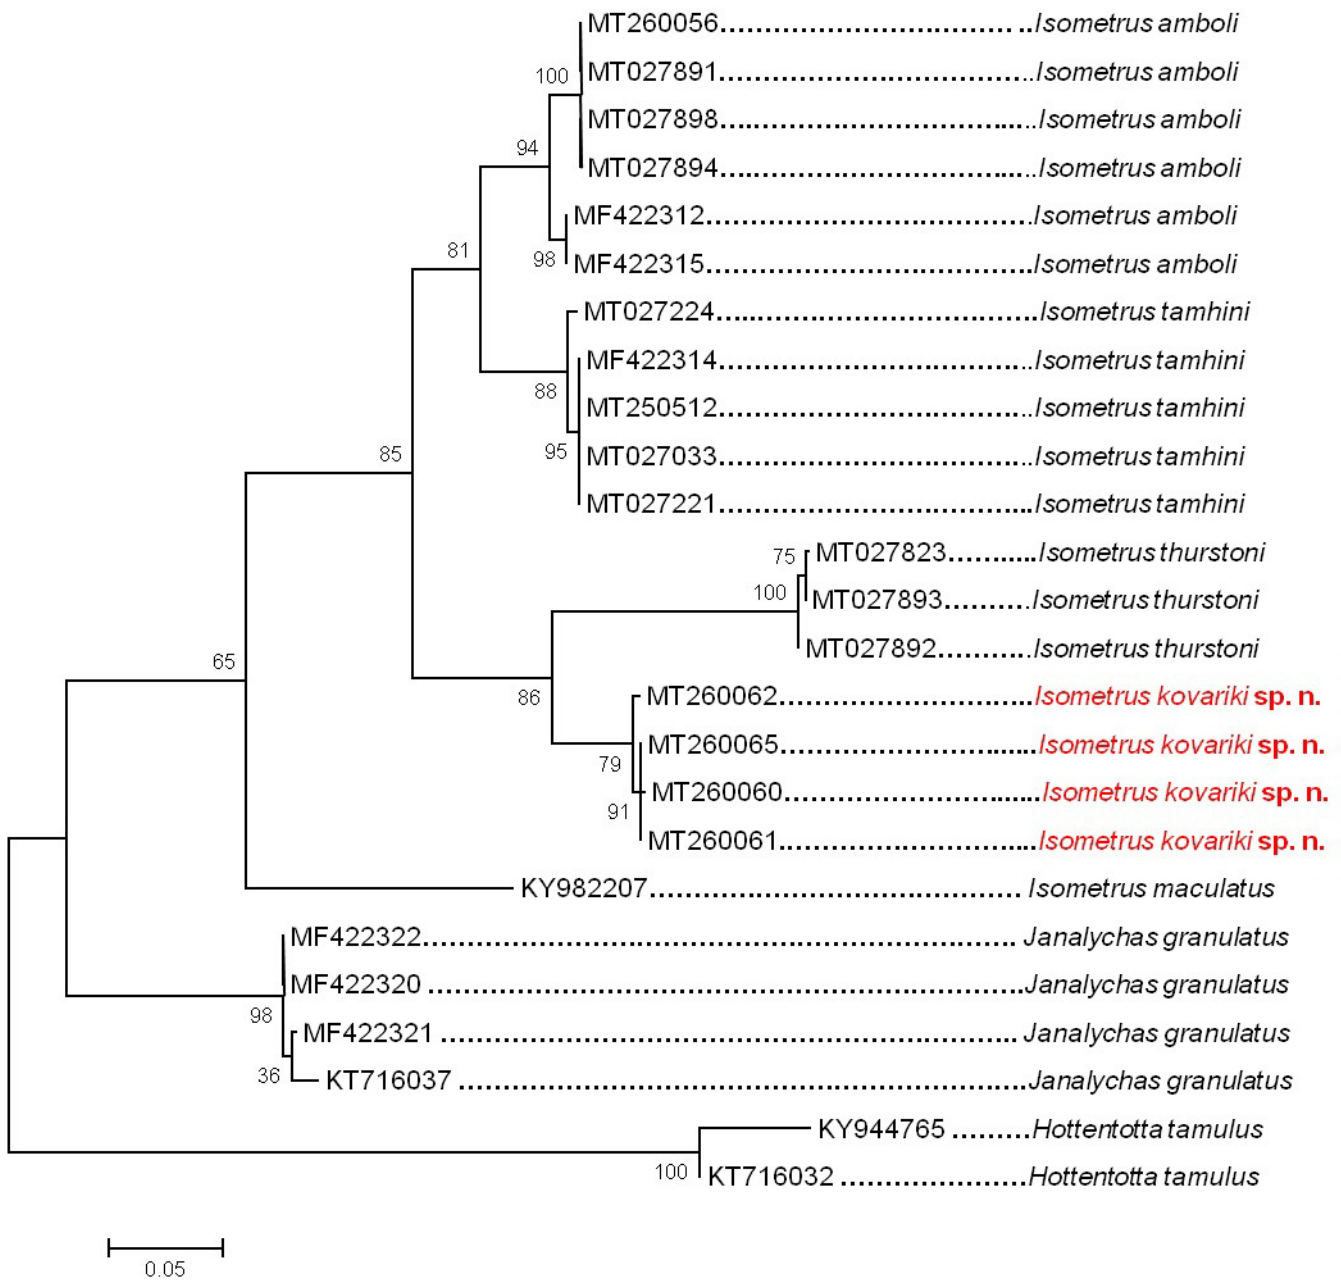 MT260056 Isometrus amboli
100
MT027891 Isometrus amboli
MT027898 Isometrus amboli
94
MT027894 Isometrus amboli
MF422312 Isometrus amboli
81
98
MF422315 Isometrus amboli
MT027224 Isometrus tamhini
MF422314 Isometrus tamhini
88
MT250512 Isometrus tamhini
85
95
MT027033 Isometrus tamhini
MT027221 Isometrus tamhini
75
MT027823 Isometrus thurstoni
100
MT027893 Isometrus thurstoni
MT027892 Isometrus thurstoni
65
86
MT260062 Isometrus kovariki sp. n.
MT260065 Isometrus kovariki sp. n.
79
MT260060 Isometrus kovariki sp. n.
91
MT260061 Isometrus kovariki sp. n.
KY982207 Isometrus maculatus
MF422322 Janalychas granulatus
MF422320 Janalychas granulatus
98
MF422321 Janalychas granulatus
36
KT716037 Janalychas granulatus
KY944765 Hottentotta tamulus
100
KT716032 Hottentotta tamulus
0.05